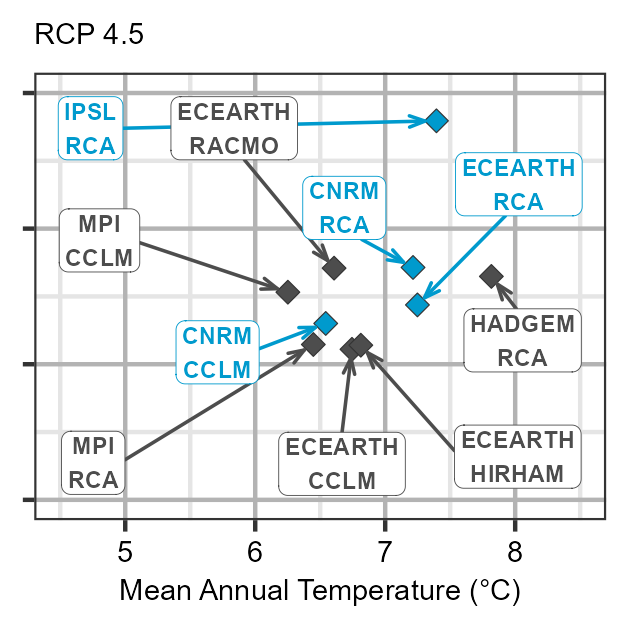 RCP 4.5
IPSL
RCA
ECEARTH
RACMO
CNRM
RCA
ECEARTH
RCA
MPI
CCLM
CNRM
CCLM
HADGEM
RCA
MPI
RCA
ECEARTH
CCLM
ECEARTH
HIRHAM
5 6 7 8
Mean Annual Temperature (°C)